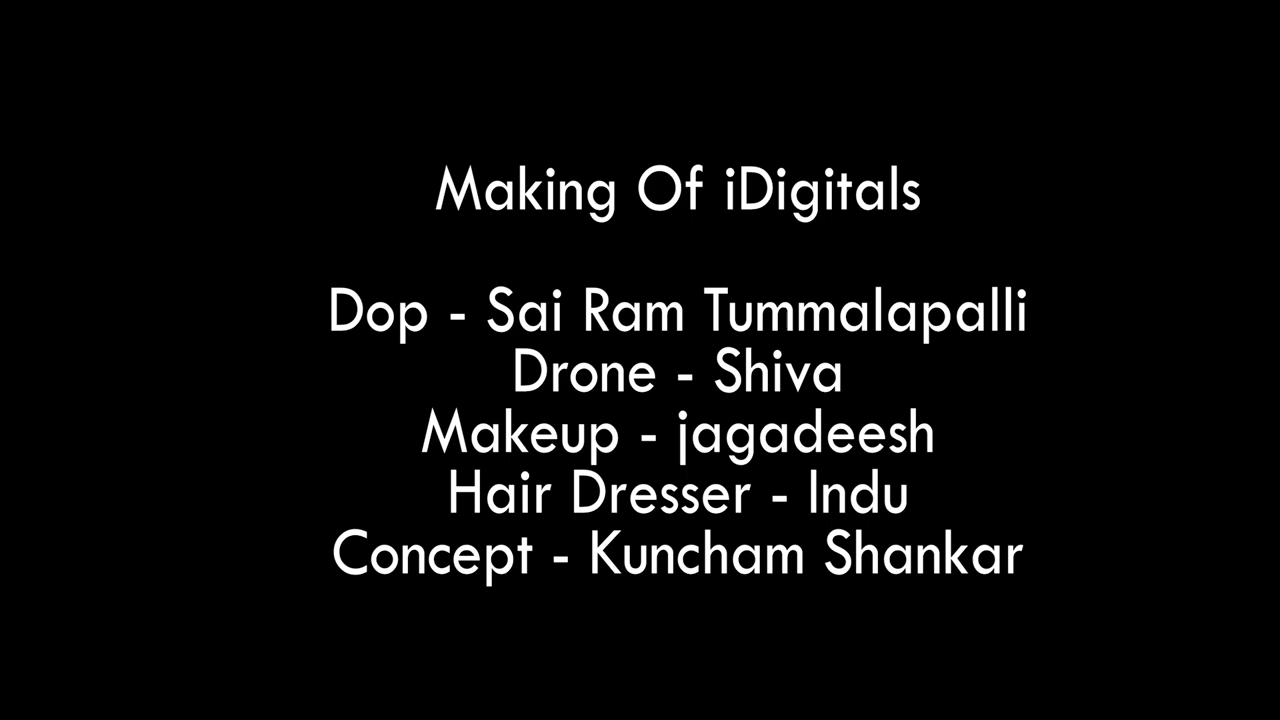 Making Of iDigitals
Dop - Sai Ram Tummalapalli
Drone - Shiva
Makeup - jagadeesh
Hair Dresser - Indu
Concept - Kuncham Shankar